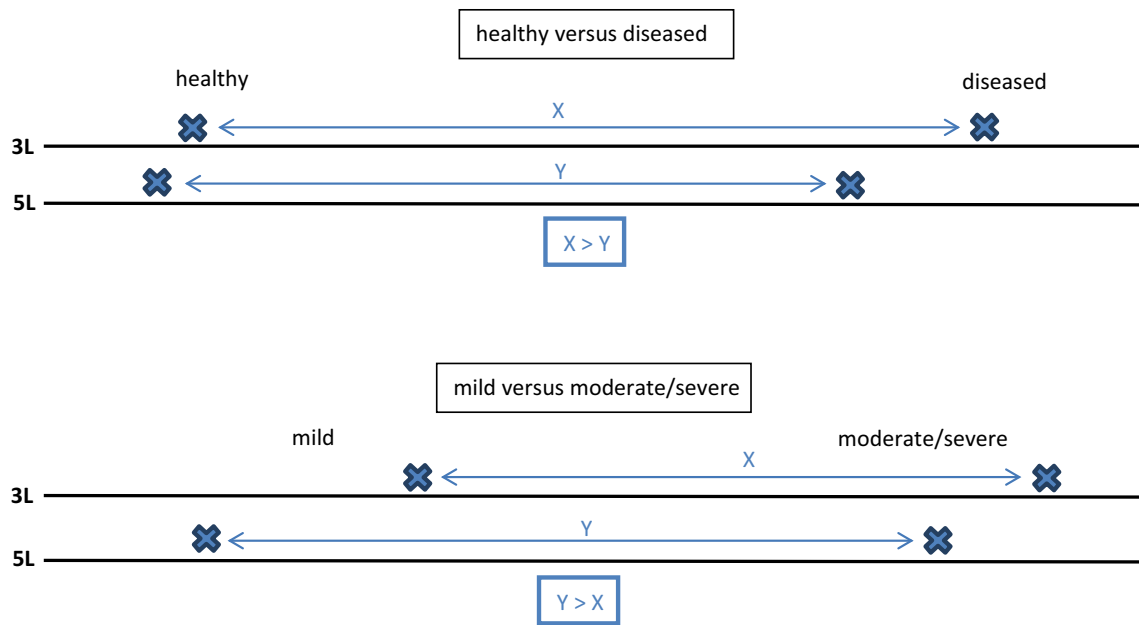 healthy versus diseased
healthy
diseased
X
3L
Y
5L
X > Y
mild versus moderate/severe
mild
moderate/severe
X
3L
Y
5L
Y > X